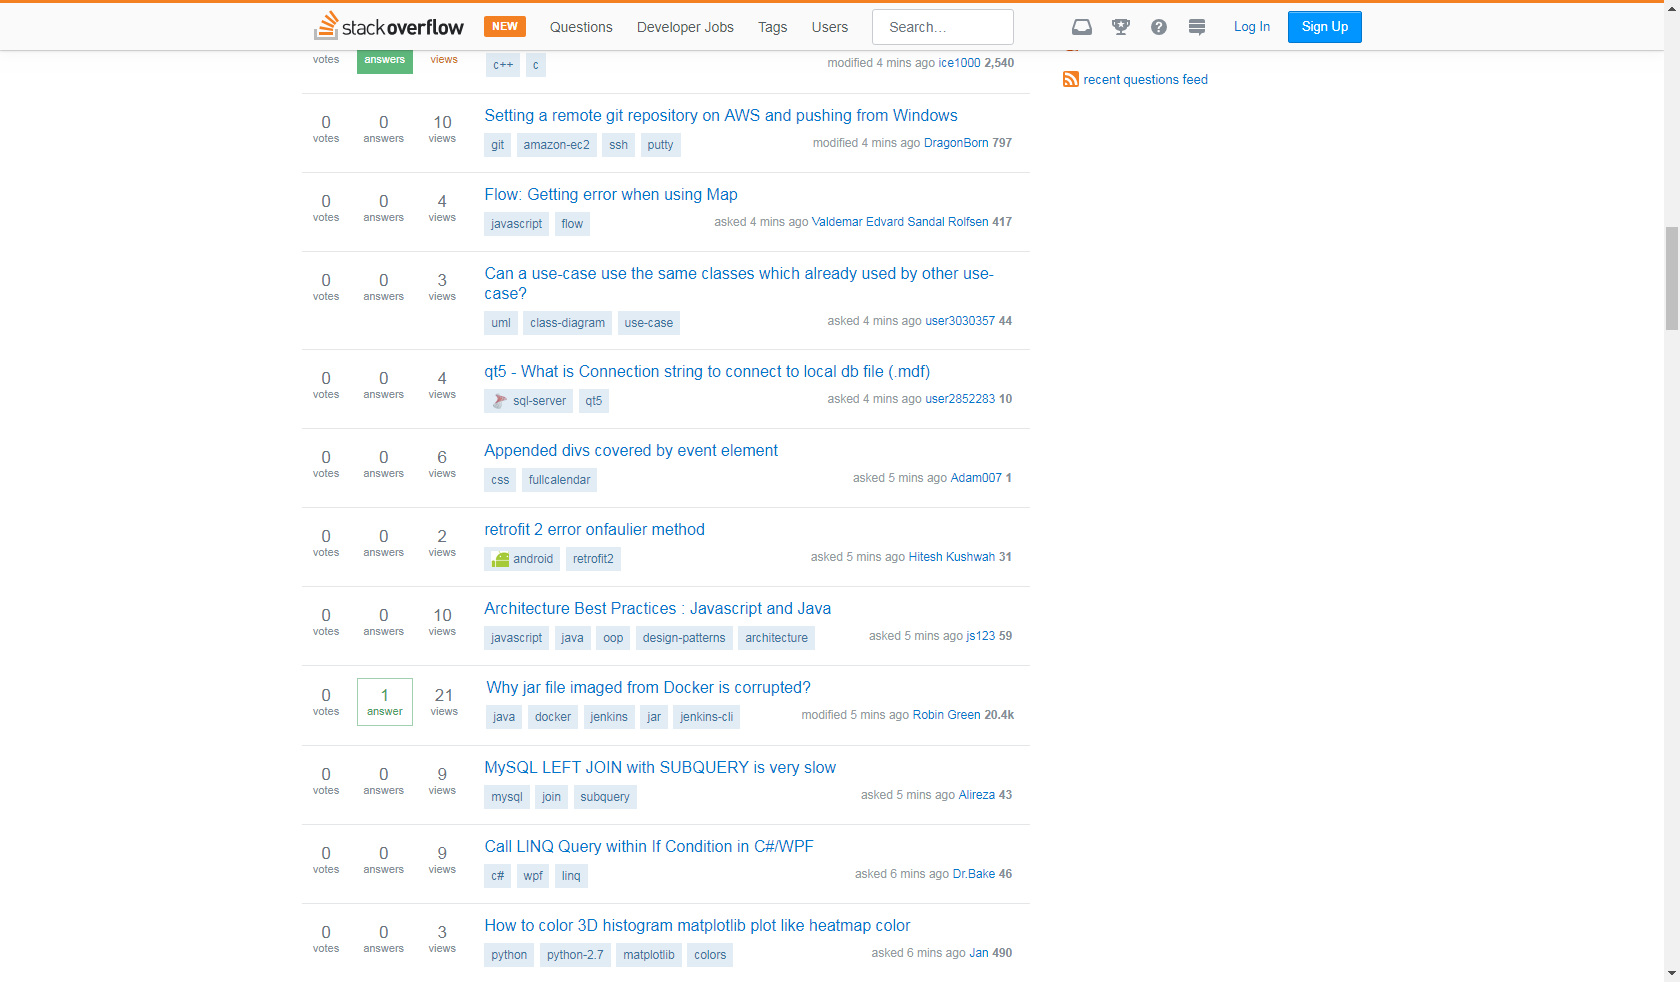 stackoverflow NEW Questions Developer Jobs Tags Users Search... Log In Sign Up
votes answers views c++ c modified 4 mins ago ice1000 2,540
recent questions feed
0 votes 0 answers 10 views
Setting a remote git repository on AWS and pushing from Windows
git amazon-ec2 ssh putty modified 4 mins ago DragonBorn 797
0 votes 0 answers 4 views
Flow: Getting error when using Map
javascript flow asked 4 mins ago Valdemar Edvard Sandal Rolfsen 417
0 votes 0 answers 3 views
Can a use-case use the same classes which already used by other use-
case?
uml class-diagram use-case asked 4 mins ago user3030357 44
0 votes 0 answers 4 views
qt5 - What is Connection string to connect to local db file (.mdf)
sql-server qt5 asked 4 mins ago user2852283 10
0 votes 0 answers 6 views
Appended divs covered by event element
css fullcalendar asked 5 mins ago Adam007 1
0 votes 0 answers 2 views
retrofit 2 error onfaulier method
android retrofit2 asked 5 mins ago Hitesh Kushwah 31
0 votes 0 answers 10 views
Architecture Best Practices : Javascript and Java
javascript java oop design-patterns architecture asked 5 mins ago js123 59
0 votes 1 answer 21 views
Why jar file imaged from Docker is corrupted?
java docker jenkins jar jenkins-cli modified 5 mins ago Robin Green 20.4k
0 votes 0 answers 9 views
MySQL LEFT JOIN with SUBQUERY is very slow
mysql join subquery asked 5 mins ago Alireza 43
0 votes 0 answers 9 views
Call LINQ Query within If Condition in C#/WPF
c# wpf linq asked 6 mins ago Dr.Bake 46
0 votes 0 answers 3 views
How to color 3D histogram matplotlib plot like heatmap color
python python-2.7 matplotlib colors asked 6 mins ago Jan 490